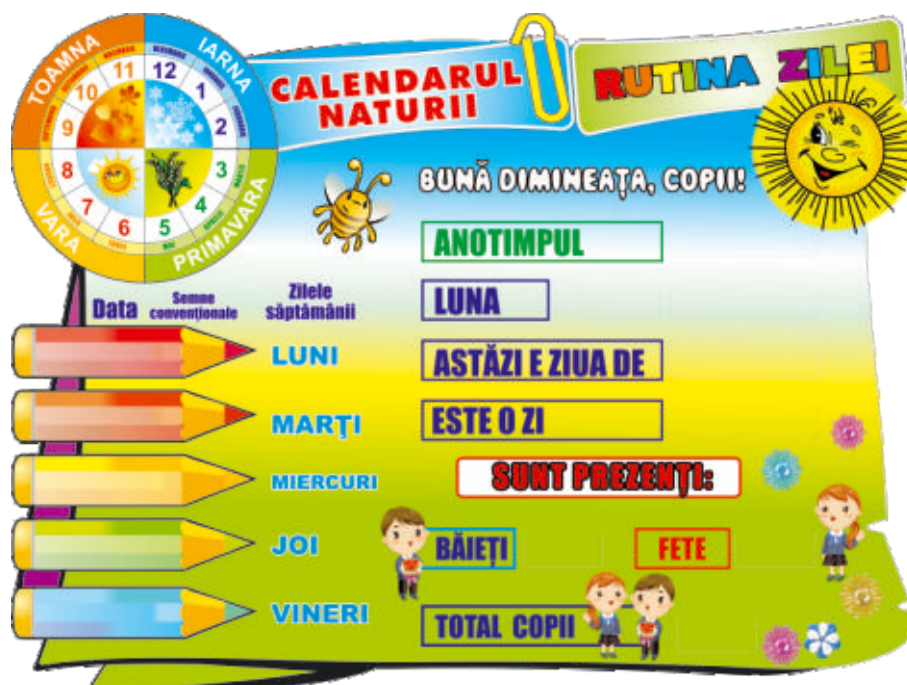 TOAMNA
IARNA
PRIMAVARA
VARA
12
1
2
3
4
5
6
7
8
9
10
11
CALENDARUL
NATURII
RUTINA ZILEI
BUNĂ DIMINEAȚA, COPII!
ANOTIMPUL
LUNA
ASTĂZI E ZIUA DE
ESTE O ZI
SUNT PREZENȚI:
BĂIEȚI
FETE
TOTAL COPII
Data
Semne
convenționale
Zilele
săptămânii
LUNI
MARŢI
MIERCURI
JOI
VINERI